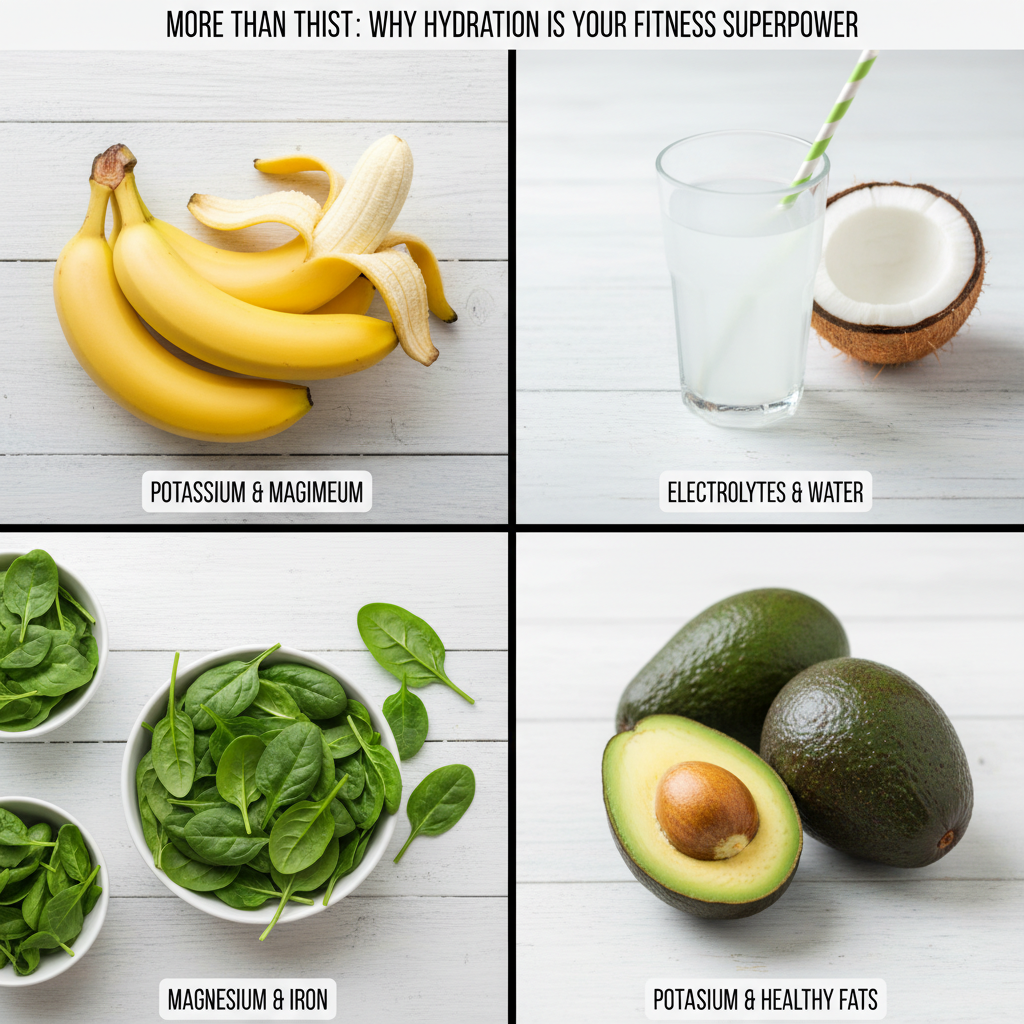 MORE THAN THIST: WHY HYDRATION IS YOUR FITNESS SUPERPOWER
POTASSIUM & MAGIMEUM
ELECTROLYTES & WATER
MAGNESIUM & IRON
POTASIUM & HEALTHY FATS